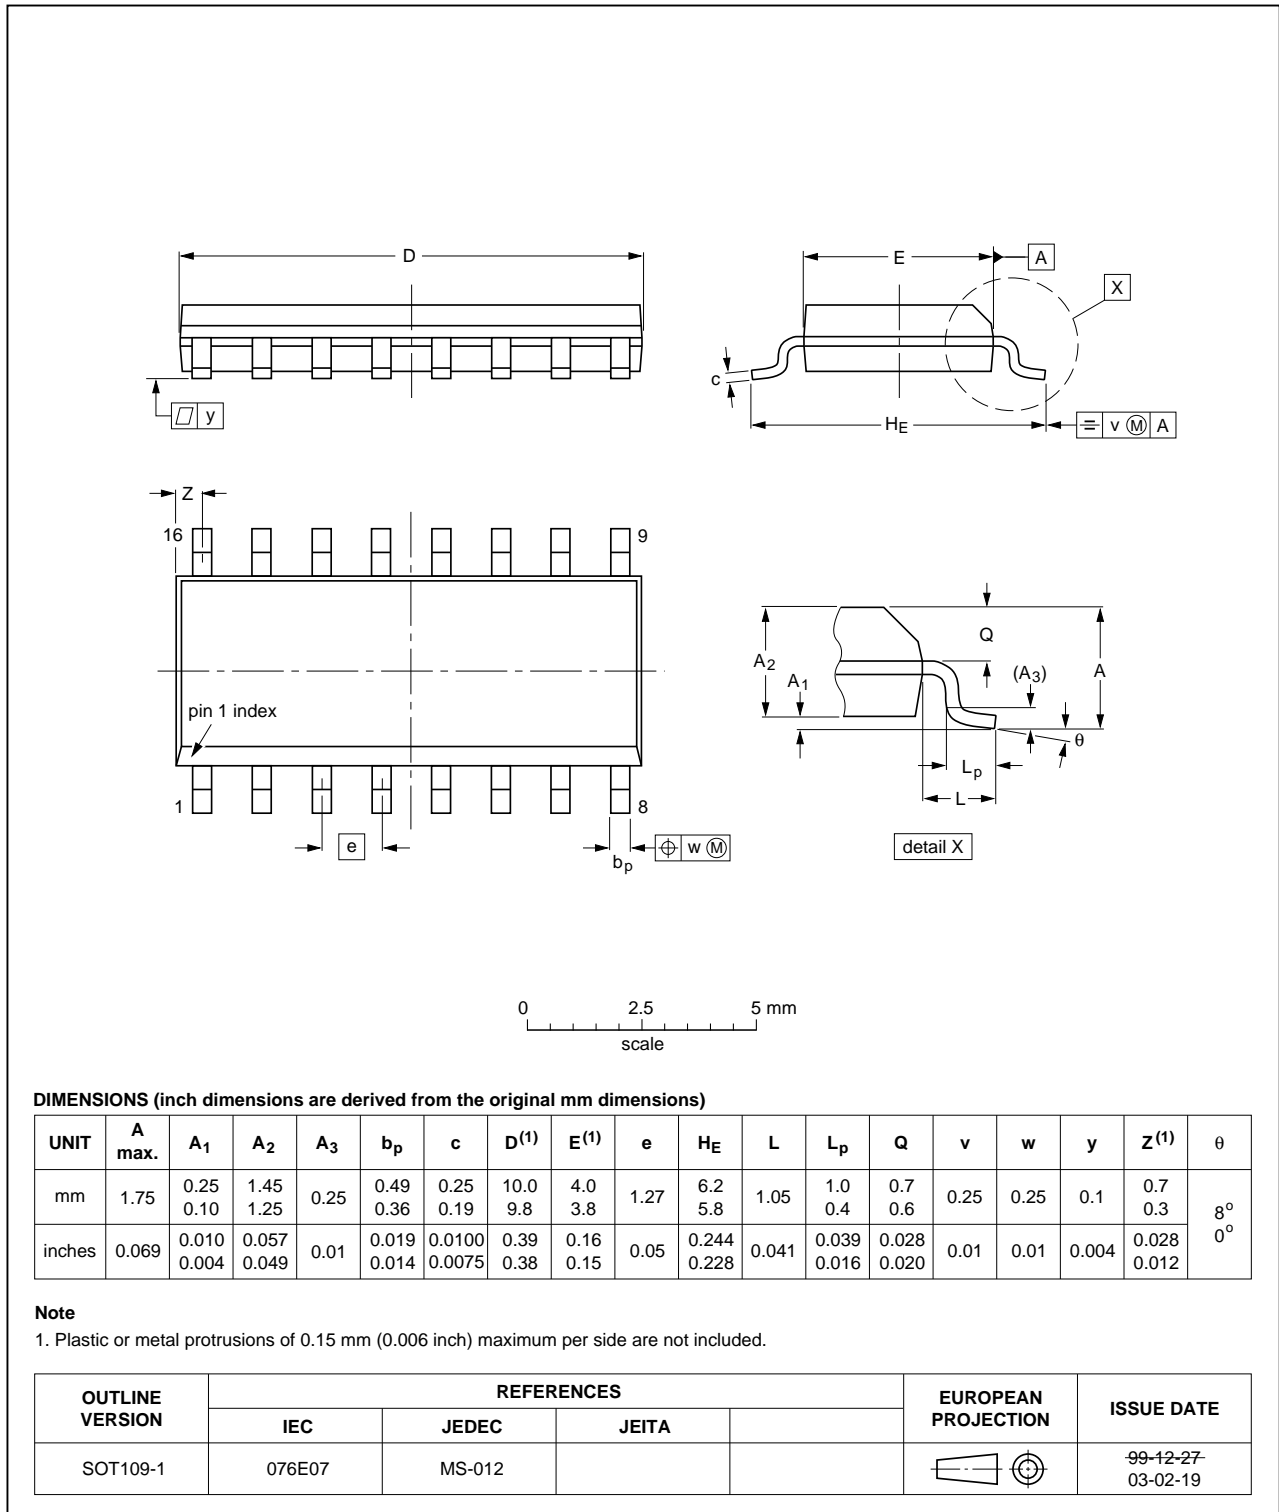 D
E
A
X
y
c
HE
v M A
Z
16
9
pin 1 index
1
8
e
bp
w M
A2
A1
Q
(A3)
A
θ
Lp
L
detail X
0 2.5 5 mm
scale
DIMENSIONS (inch dimensions are derived from the original mm dimensions)
UNIT A max. A1 A2 A3 bp c D(1) E(1) e HE L Lp Q v w y Z(1) θ
mm 1.75 0.25 0.10 1.45 1.25 0.25 0.49 0.36 0.25 0.19 10.0 9.8 4.0 3.8 1.27 6.2 5.8 1.05 1.0 0.4 0.7 0.6 0.25 0.25 0.1 0.7 0.3 8° 0°
inches 0.069 0.010 0.004 0.057 0.049 0.01 0.019 0.014 0.0100 0.0075 0.39 0.38 0.16 0.15 0.05 0.244 0.228 0.041 0.039 0.016 0.028 0.020 0.01 0.01 0.004 0.028 0.012
Note
1. Plastic or metal protrusions of 0.15 mm (0.006 inch) maximum per side are not included.
OUTLINE VERSION REFERENCES EUROPEAN PROJECTION ISSUE DATE
IEC JEDEC JEITA
SOT109-1 076E07 MS-012 99-12-27
03-02-19